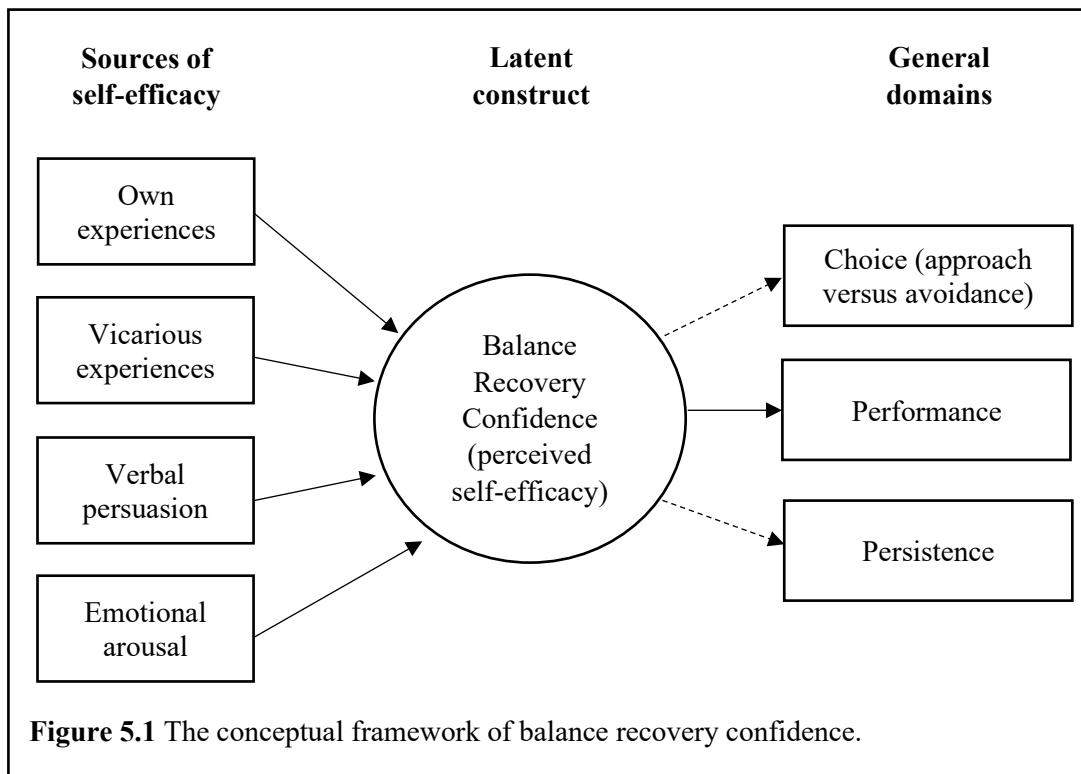 Sources of
self-efficacy
Latent
construct
General
domains
Own
experiences
Vicarious
experiences
Verbal
persuasion
Emotional
arousal
Balance
Recovery
Confidence
(perceived
self-efficacy)
Choice (approach
versus avoidance)
Performance
Persistence
Figure 5.1 The conceptual framework of balance recovery confidence.